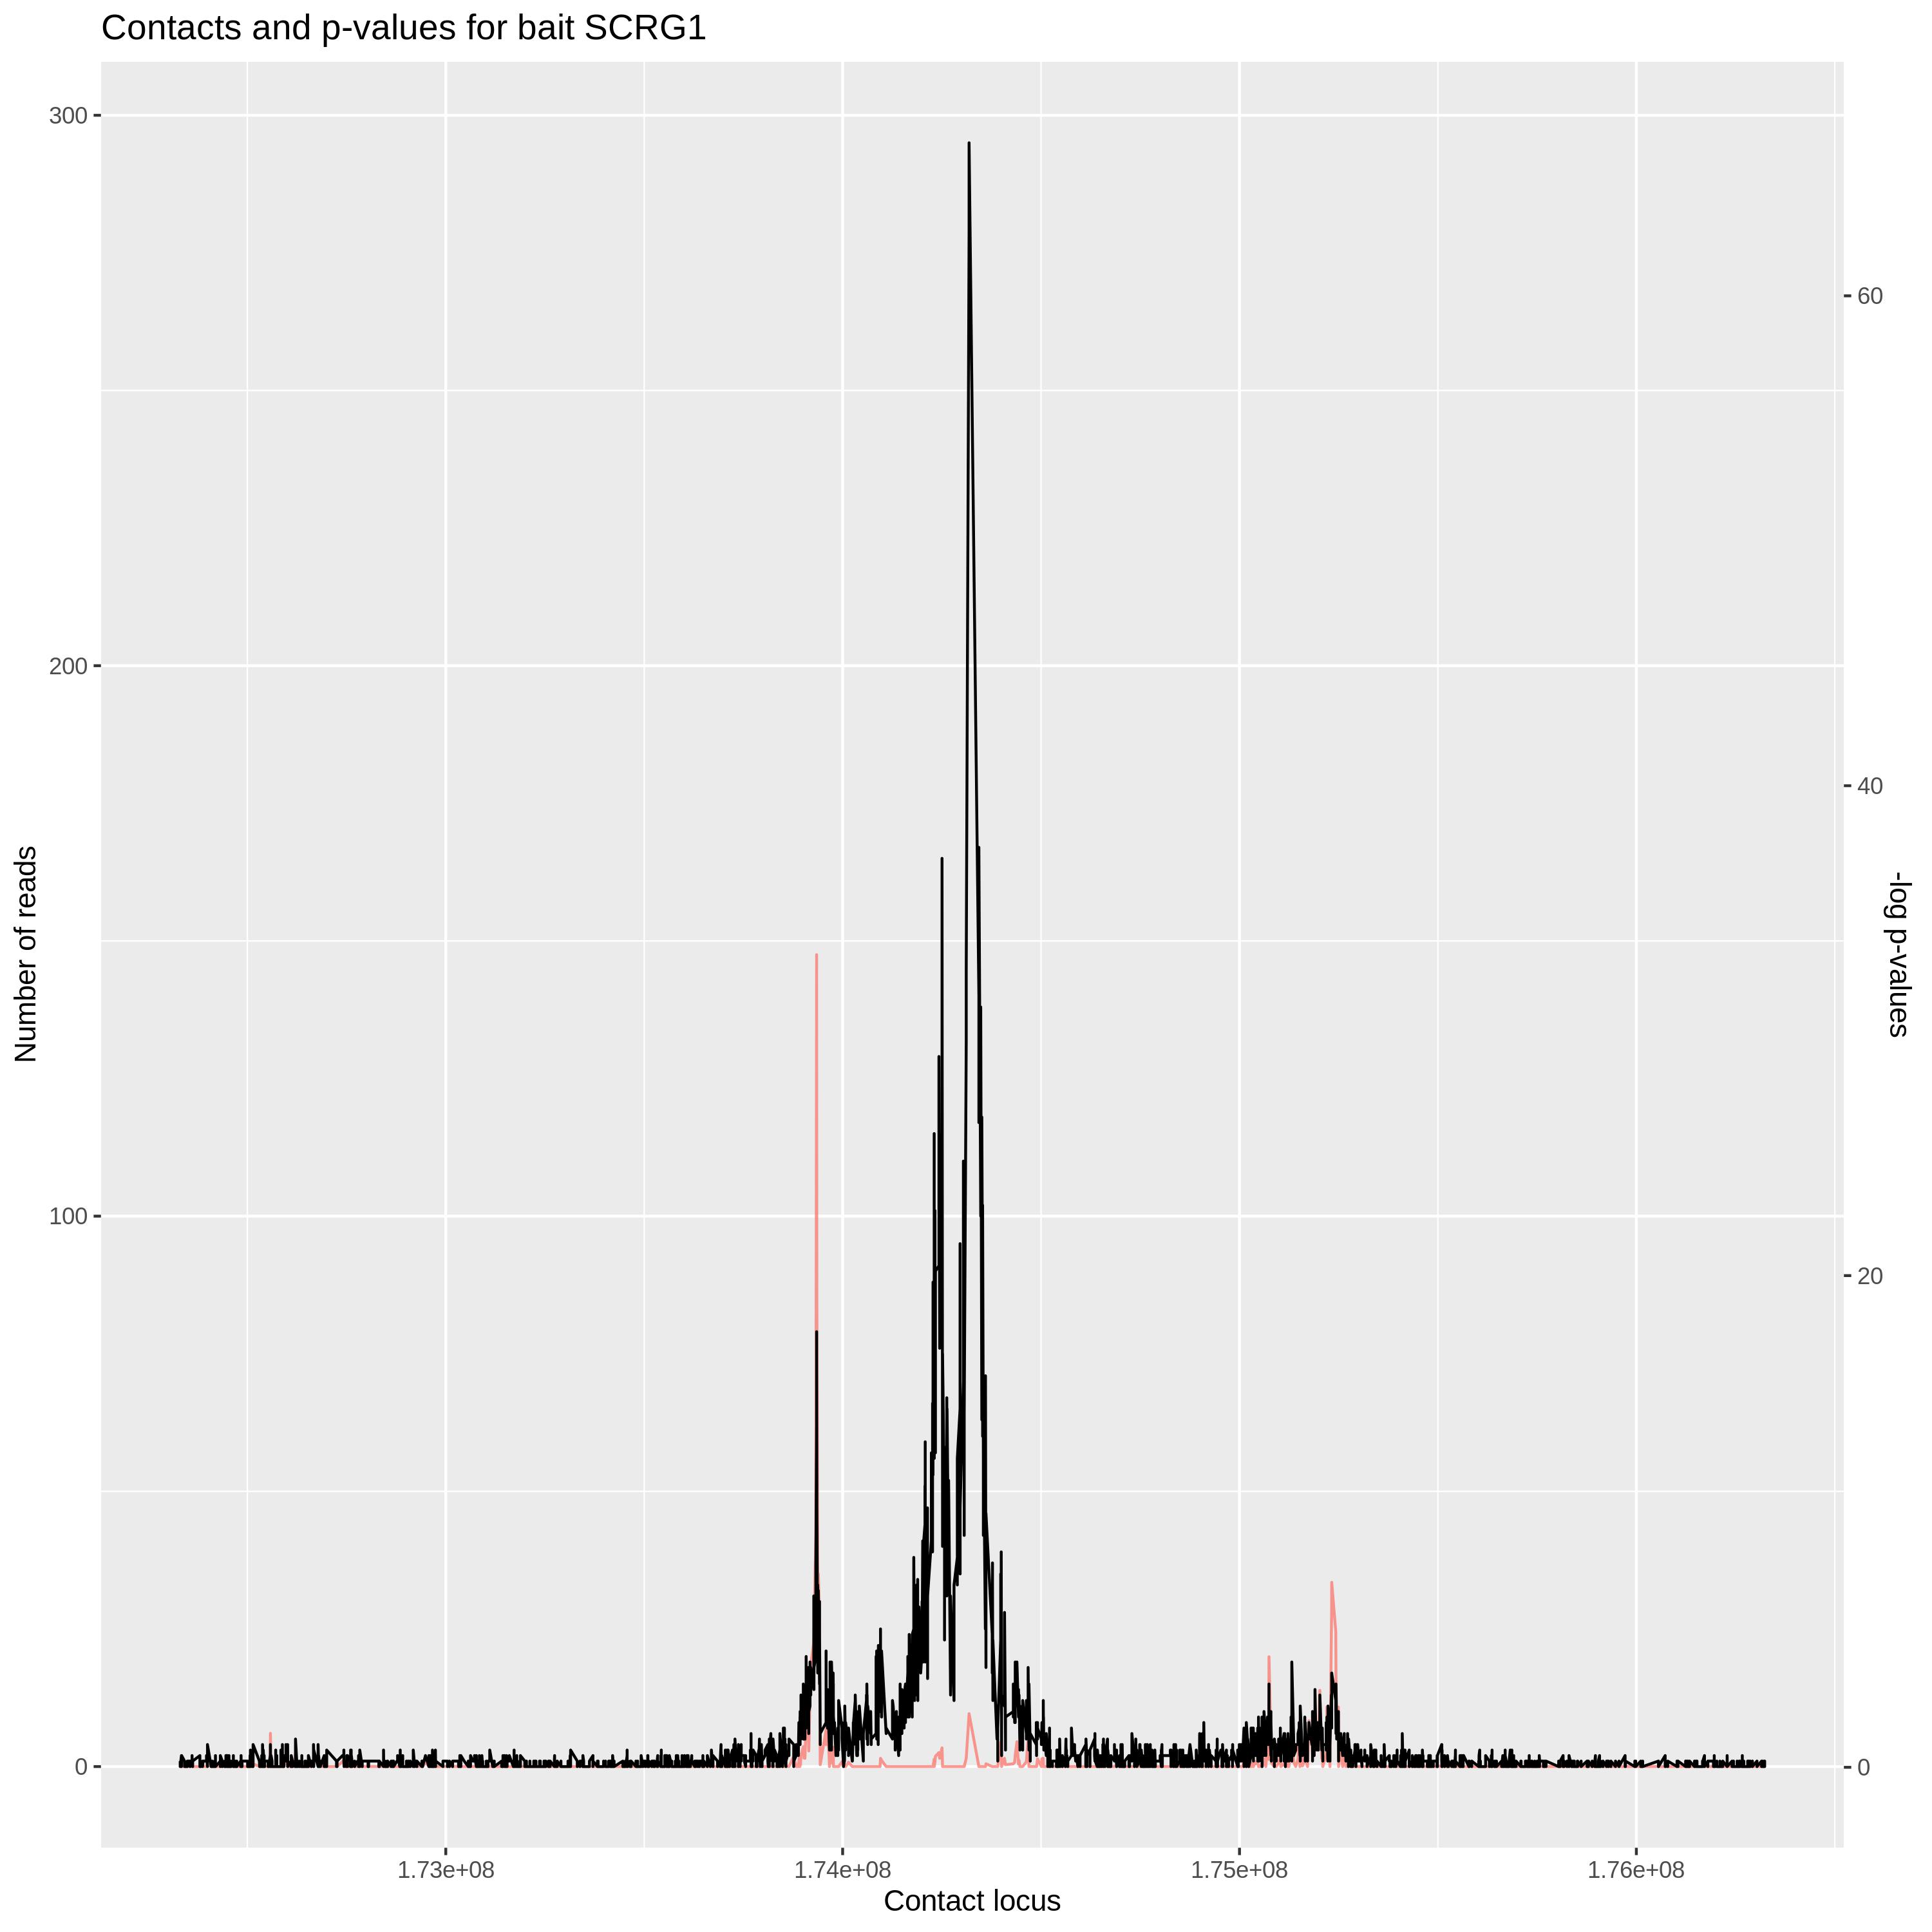 Contacts and p-values for bait SCRG1
300
200
100
0
Number of reads
60
40
20
0
-log p-values
1.73e+08
1.74e+08
1.75e+08
1.76e+08
Contact locus